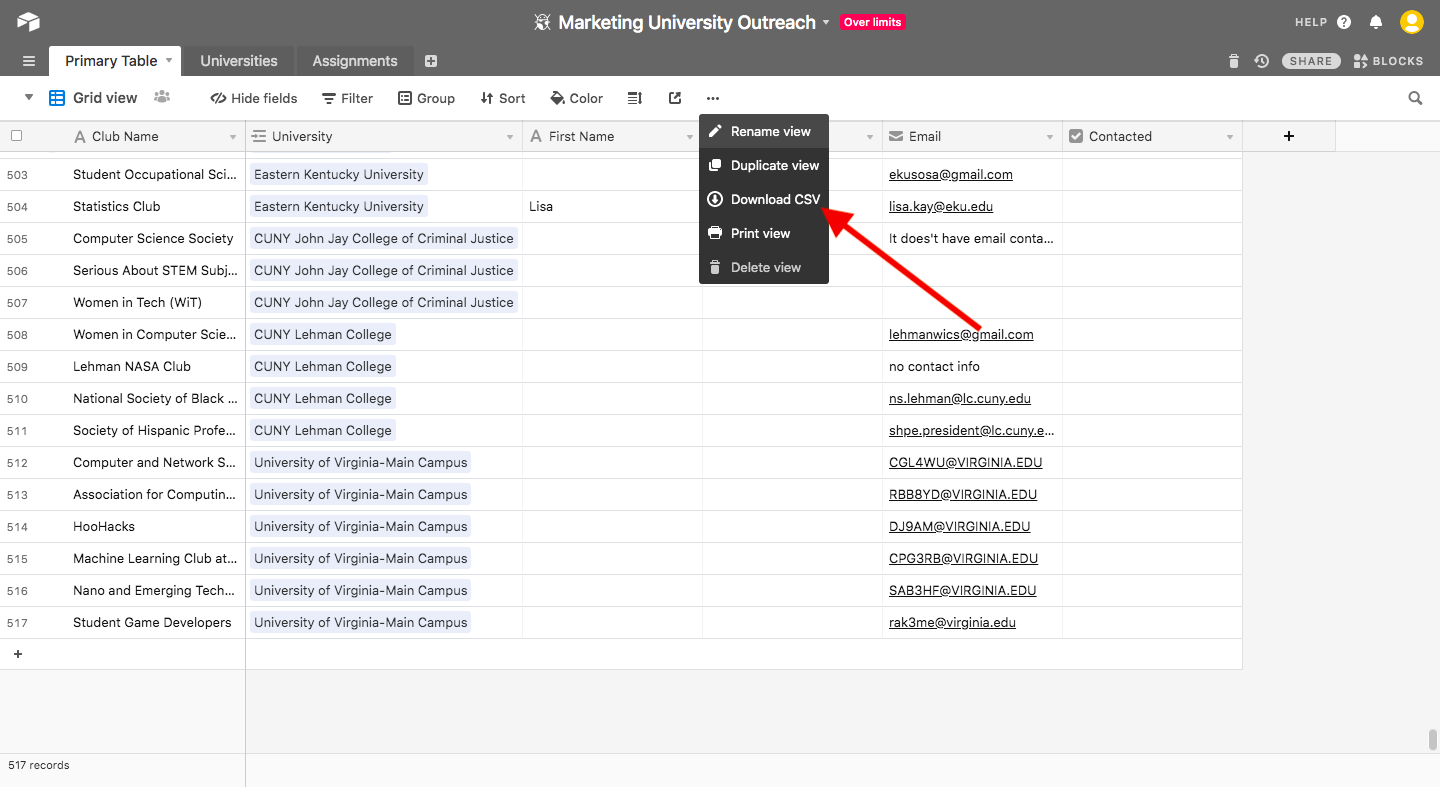 Marketing University Outreach Over limits HELP
Primary Table Universities Assignments SHARE BLOCKS
Grid view Hide fields Filter Group Sort Color
Club Name University First Name Email Contacted
Rename view
Duplicate view
Download CSV
Print view
Delete view
503 Student Occupational Sci... Eastern Kentucky University ekusosa@gmail.com
504 Statistics Club Eastern Kentucky University Lisa lisa.kay@eku.edu
505 Computer Science Society CUNY John Jay College of Criminal Justice It does't have email conta...
506 Serious About STEM Subj... CUNY John Jay College of Criminal Justice
507 Women in Tech (WiT) CUNY John Jay College of Criminal Justice
508 Women in Computer Scie... CUNY Lehman College lehmanwics@gmail.com
509 Lehman NASA Club CUNY Lehman College no contact info
510 National Society of Black ... CUNY Lehman College ns.lehman@lc.cuny.edu
511 Society of Hispanic Profe... CUNY Lehman College shpe.president@lc.cuny.e...
512 Computer and Network S... University of Virginia-Main Campus CGL4WU@VIRGINIA.EDU
513 Association for Computin... University of Virginia-Main Campus RBB8YD@VIRGINIA.EDU
514 HooHacks University of Virginia-Main Campus DJ9AM@VIRGINIA.EDU
515 Machine Learning Club at... University of Virginia-Main Campus CPG3RB@VIRGINIA.EDU
516 Nano and Emerging Tech... University of Virginia-Main Campus SAB3HF@VIRGINIA.EDU
517 Student Game Developers University of Virginia-Main Campus rak3me@virginia.edu
517 records